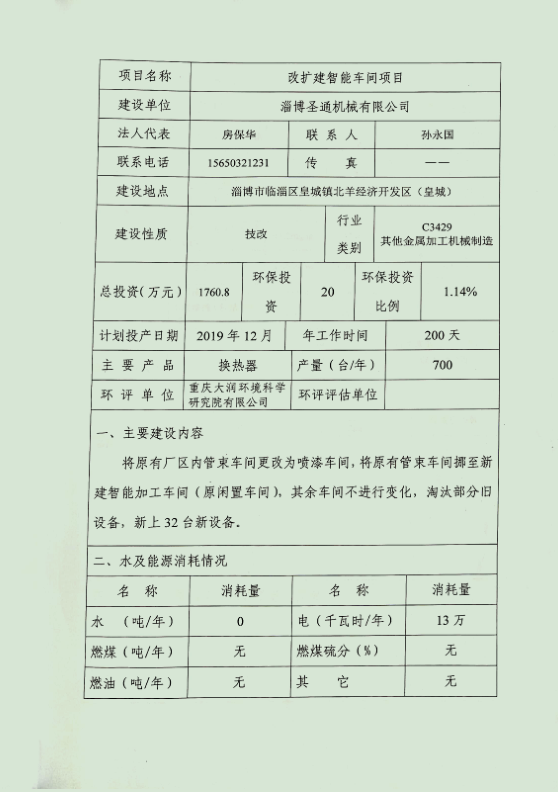 项目名称 改扩建智能车间项目
建设单位 淄博圣通机械有限公司
法人代表 房保华 联 系 人 孙永国
联系电话 15650321231 传 真 ——
建设地点 淄博市临淄区皇城镇北羊经济开发区（皇城）
建设性质 技改 行业类别 C3429 其他金属加工机械制造
总投资(万元) 1760.8 环保投资 20 环保投资比例 1.14%
计划投产日期 2019 年 12 月 年工作时间 200 天
主 要 产 品 换热器 产量（台/年） 700
环 评 单 位 重庆大润环境科学研究院有限公司 环评评估单位
一、主要建设内容
将原有厂区内管束车间更改为喷漆车间,将原有管束车间挪至新
建智能加工车间（原闲置车间）,其余车间不进行变化，淘汰部分旧
设备，新上 32 台新设备.
二、水及能源消耗情况
名 称 消耗量 名 称 消耗量
水 （吨/年） 0 电（千瓦时/年） 13 万
燃煤（吨/年） 无 燃煤硫分（%） 无
燃油（吨/年） 无 其 它 无